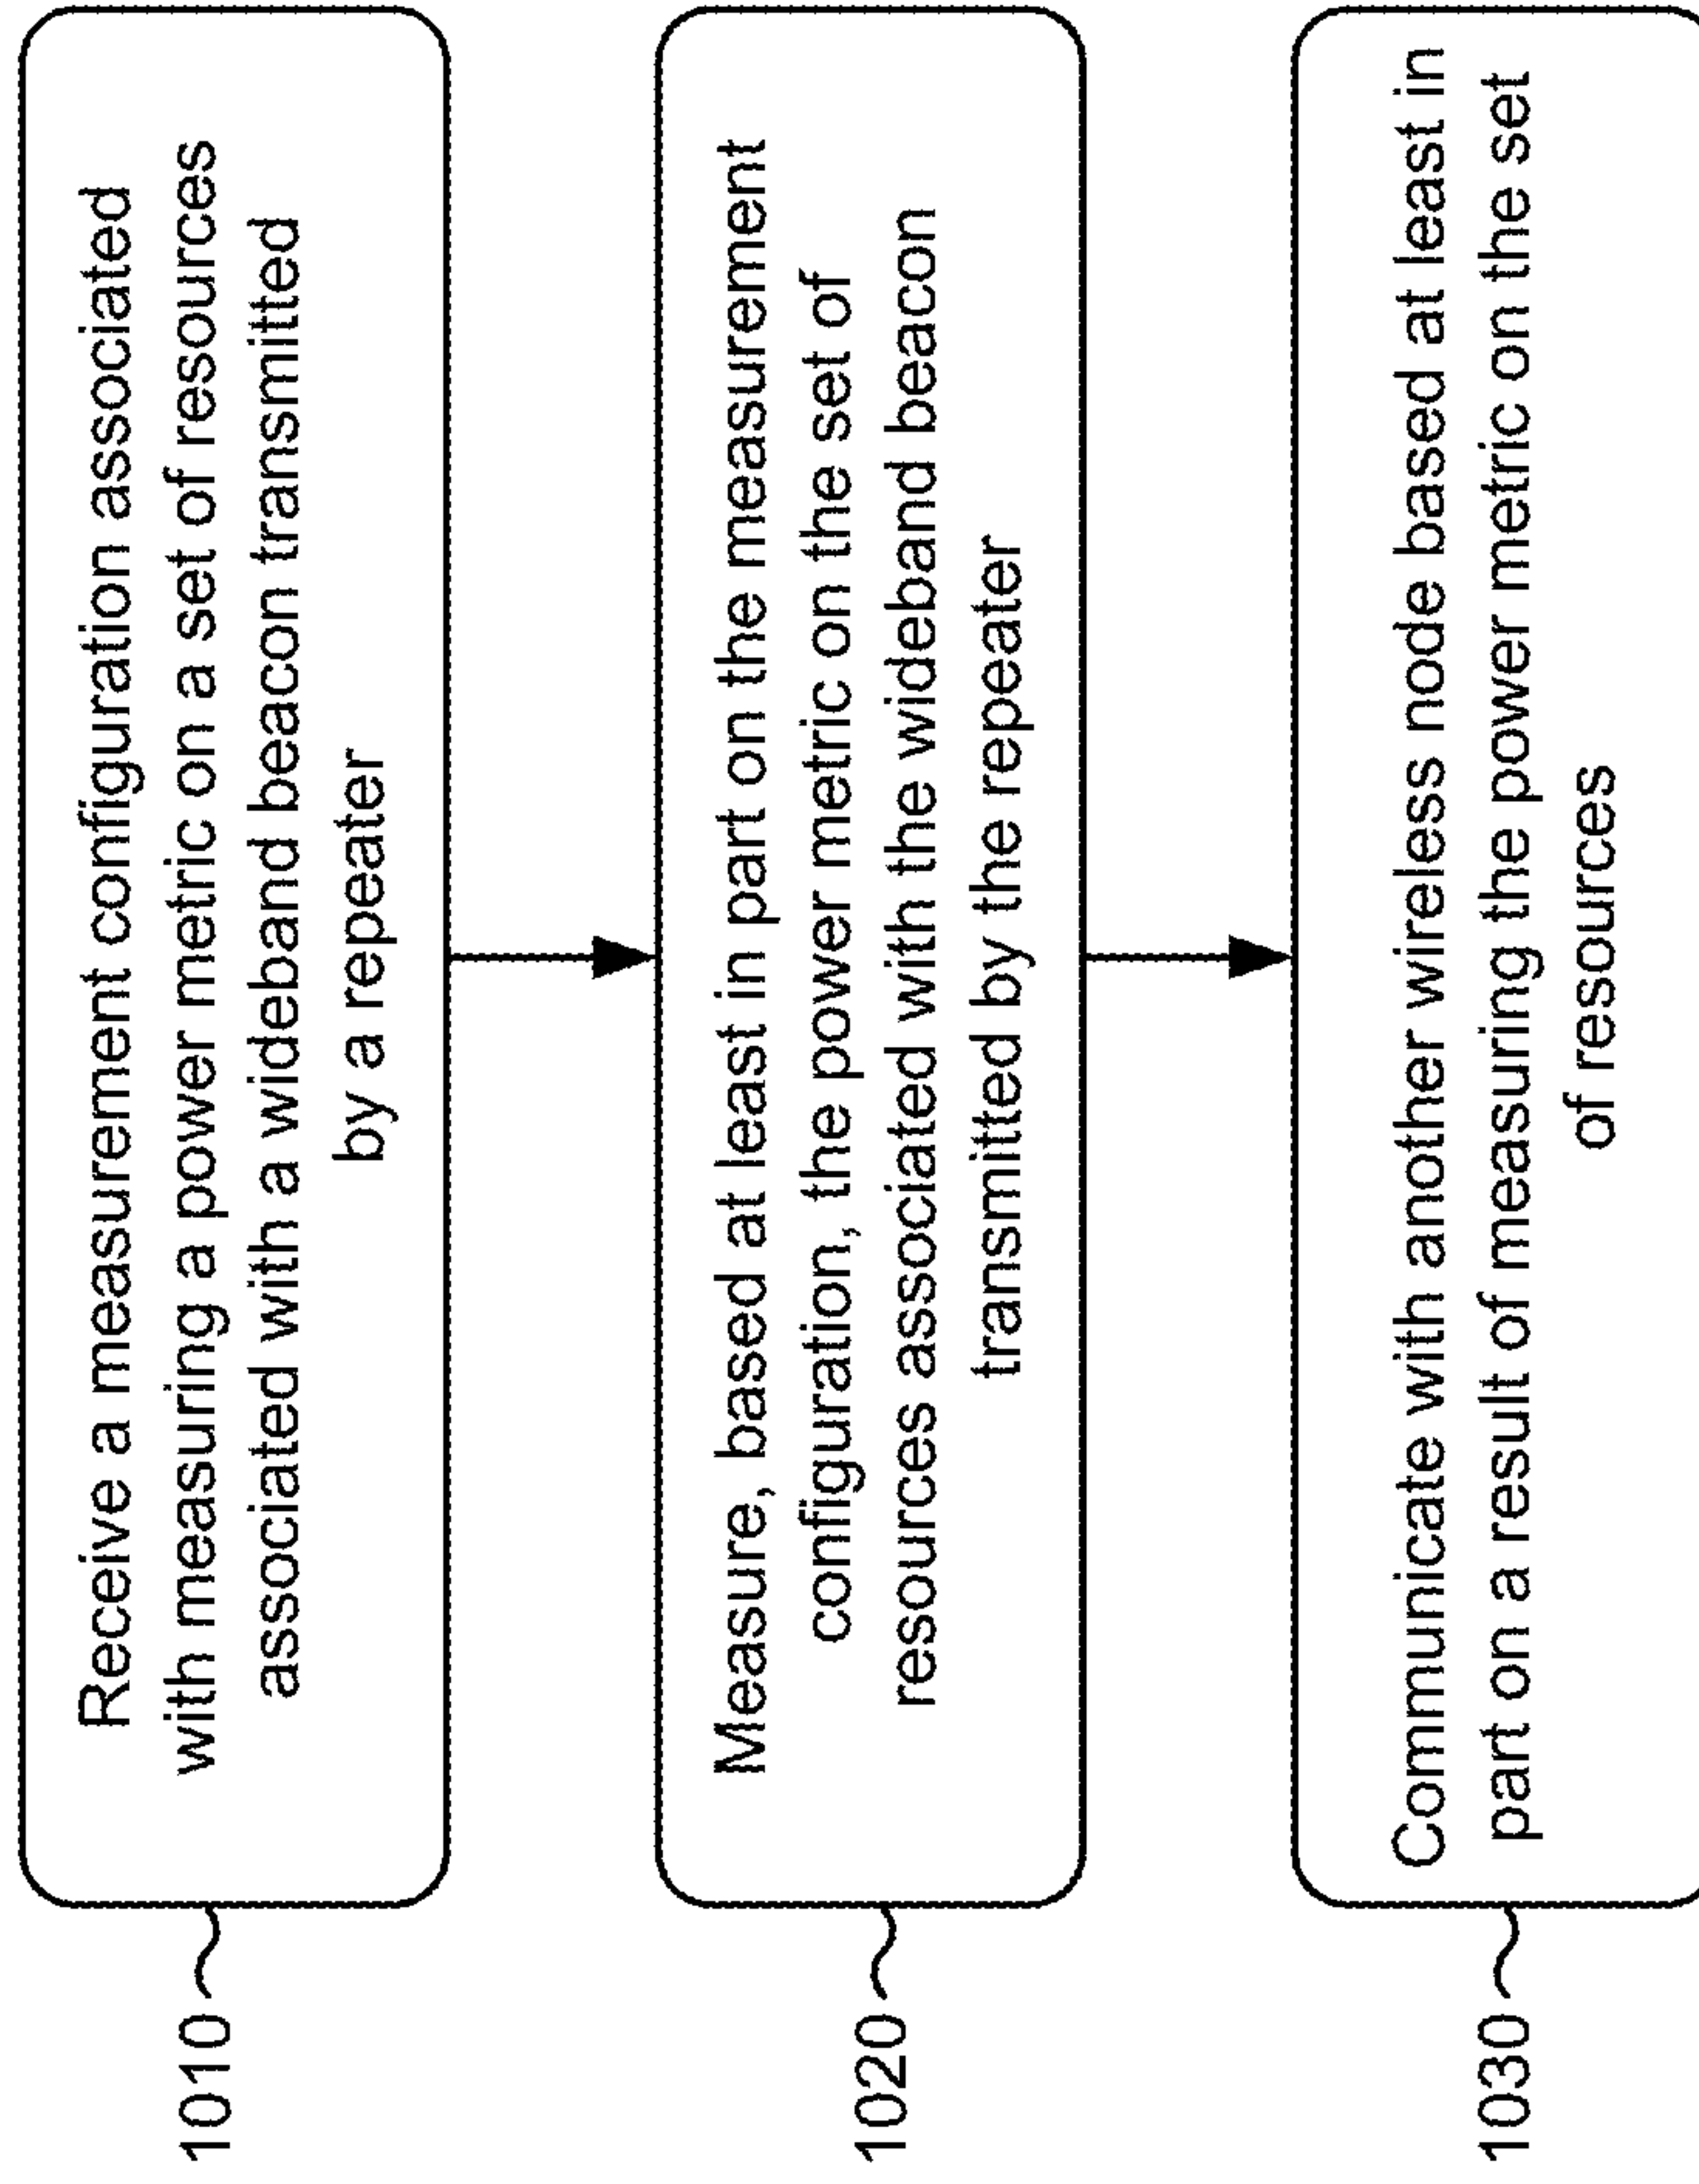 1010
Receive a measurement configuration associated
with measuring a power metric on a set of resources
associated with a wideband beacon transmitted
by a repeater
1020
Measure, based at least in part on the measurement
configuration, the power metric on the set of
resources associated with the wideband beacon
transmitted by the repeater
1030
Communicate with another wireless node based at least in
part on a result of measuring the power metric on the set
of resources